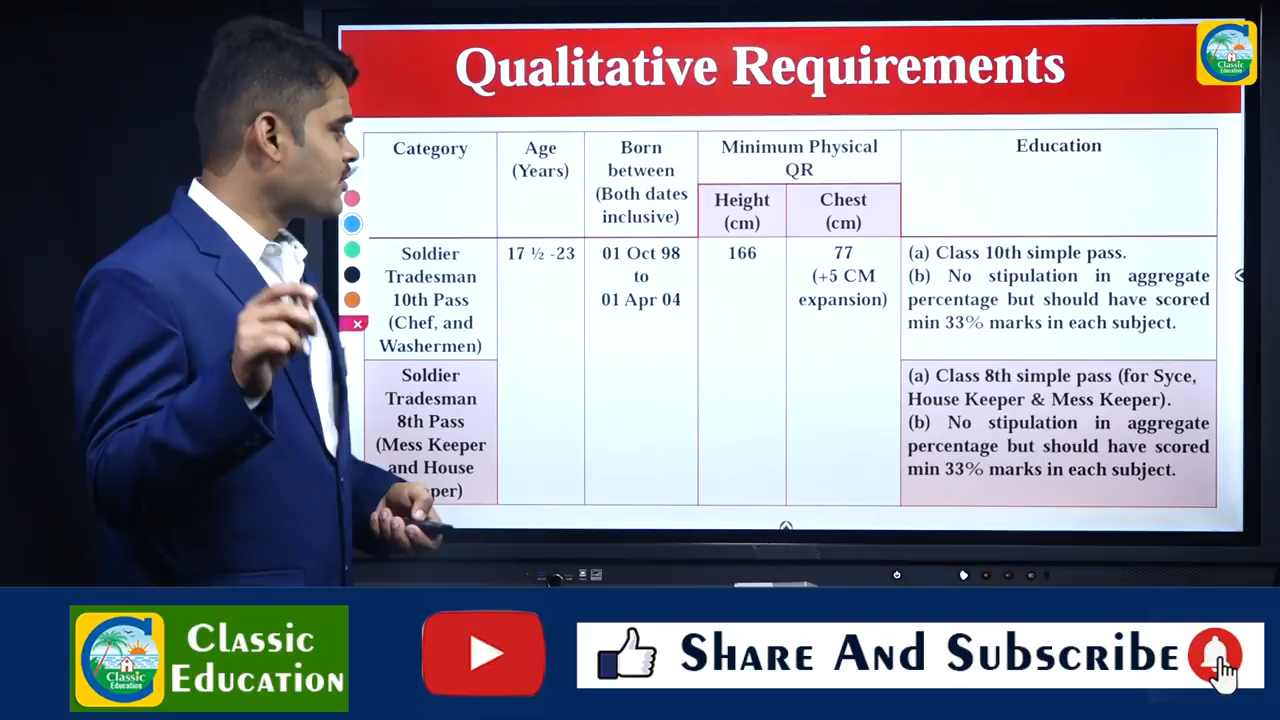 Qualitative Requirements
Classic
Education
Category
Age
(Years)
Born
between
(Both dates
inclusive)
Minimum Physical
QR
Height
(cm)
Chest
(cm)
Education
Soldier
Tradesman
10th Pass
(Chef, and
Washermen)
17 ½ -23
01 Oct 98
to
01 Apr 04
166
77
(+5 CM
expansion)
(a) Class 10th simple pass.
(b) No stipulation in aggregate
percentage but should have scored
min 33% marks in each subject.
Soldier
Tradesman
8th Pass
(Mess Keeper
and House
per)
(a) Class 8th simple pass (for Syce,
House Keeper & Mess Keeper).
(b) No stipulation in aggregate
percentage but should have scored
min 33% marks in each subject.
Classic
Education
Classic
Education
Share And Subscribe